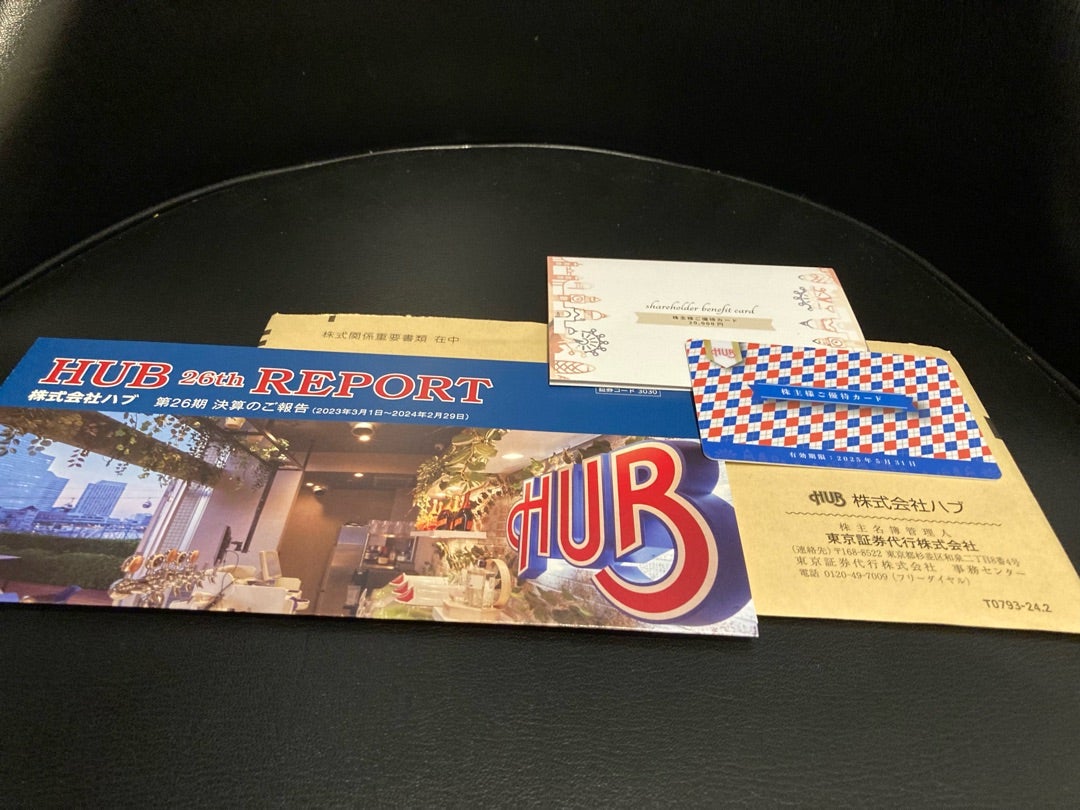 shareholder benefit card
株主様ご優待カード
10,000円
HUB
株主様ご優待カード
有効期限：2025年5月31日
株式関係重要書類 在中
HUB 26th REPORT
証券コード 3030
株式会社ハブ 第26期 決算のご報告(2023年3月1日〜2024年2月29日)
HUB
HUB 株式会社ハブ
株主名簿管理人
東京証券代行株式会社
(連絡先)〒168-8522 東京都杉並区和泉二丁目8番4号
東京証券代行株式会社 事務センター
電話 0120-49-7009(フリーダイヤル)
T0793-24.2